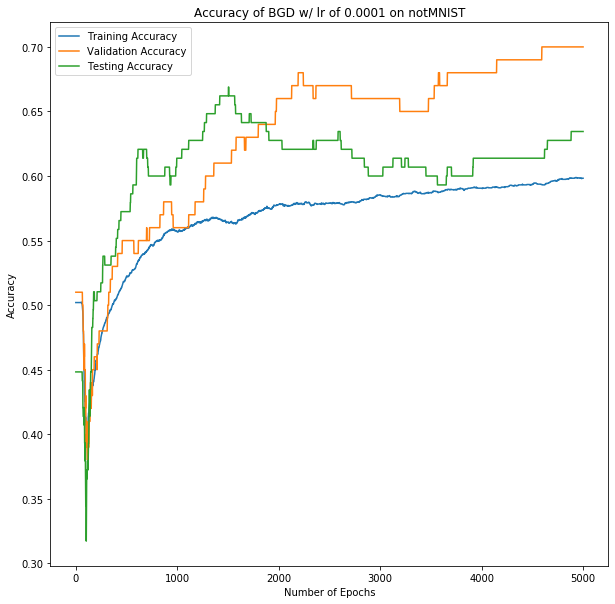 Accuracy of BGD w/ lr of 0.0001 on notMNIST
Training Accuracy
Validation Accuracy
Testing Accuracy
0.70
0.65
0.60
0.55
0.50
0.45
0.40
0.35
0.30
Accuracy
0 1000 2000 3000 4000 5000
Number of Epochs